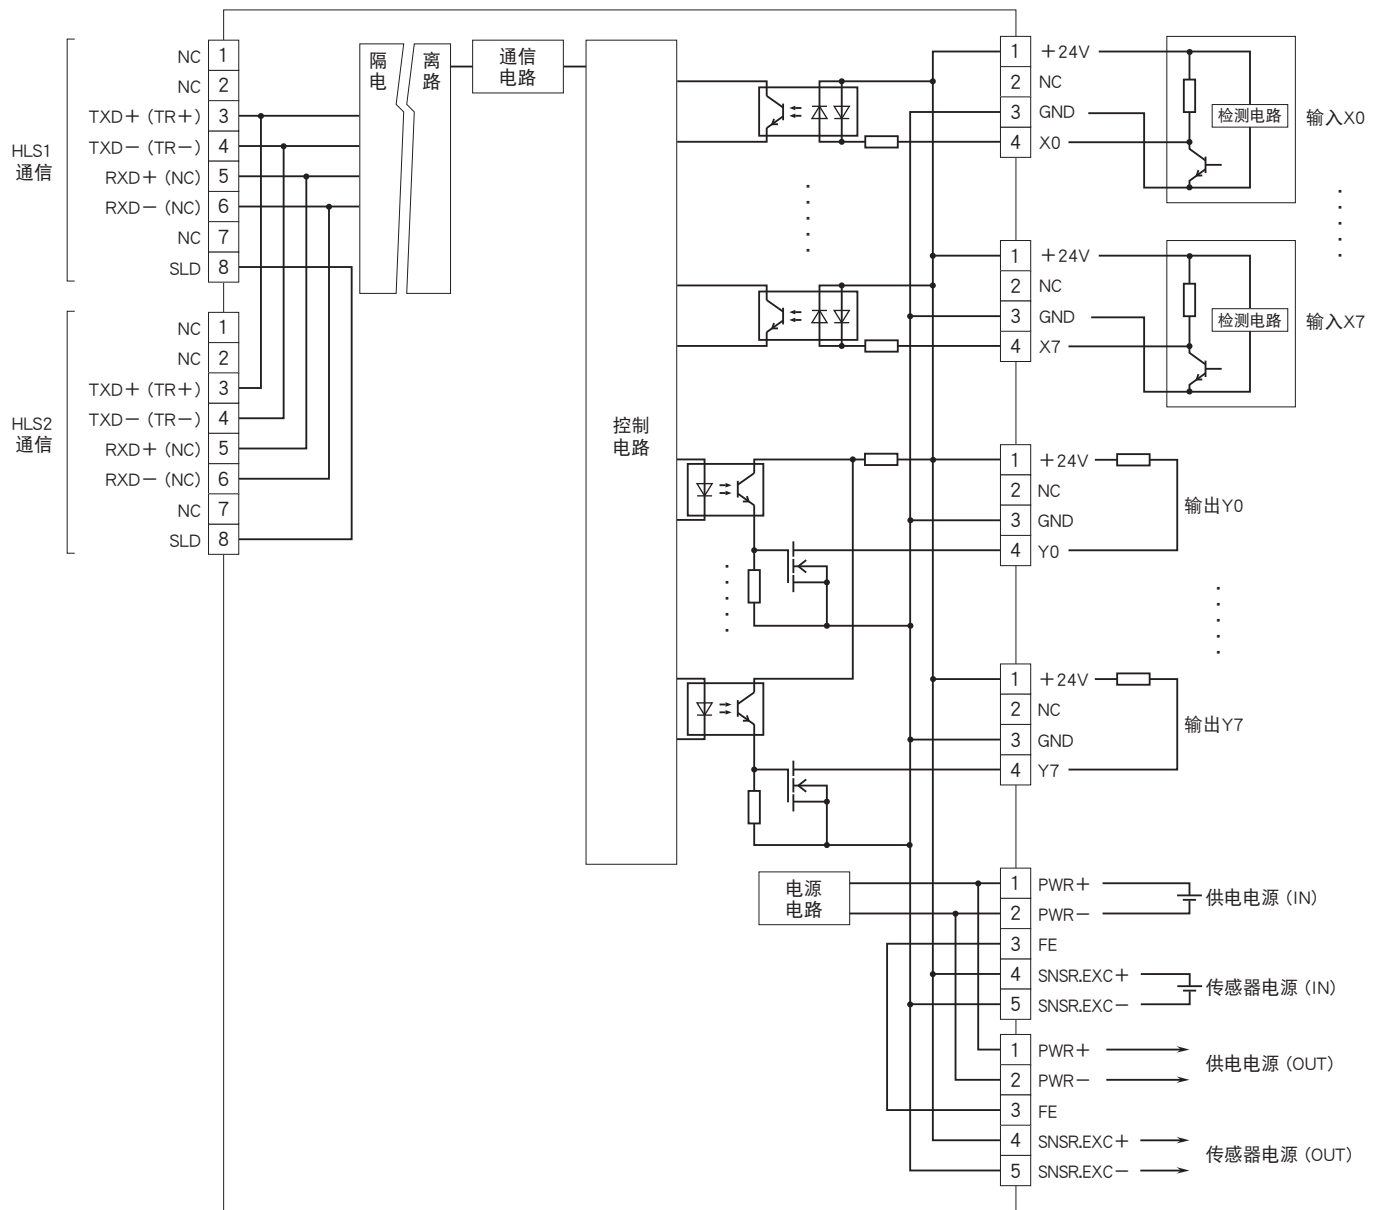 HLS1
通信
NC 1
NC 2
TXD＋ (TR＋) 3
TXD－ (TR－) 4
RXD＋ (NC) 5
RXD－ (NC) 6
NC 7
SLD 8
HLS2
通信
NC 1
NC 2
TXD＋ (TR＋) 3
TXD－ (TR－) 4
RXD＋ (NC) 5
RXD－ (NC) 6
NC 7
SLD 8
隔 离
电 路
通信
电路
控制
电路
1 ＋24V
2 NC
3 GND
4 X0
检测电路
输入X0
1 ＋24V
2 NC
3 GND
4 X7
检测电路
输入X7
1 ＋24V
2 NC
3 GND
4 Y0
输出Y0
1 ＋24V
2 NC
3 GND
4 Y7
输出Y7
电源
电路
1 PWR＋
2 PWR－
3 FE
4 SNSR.EXC＋
5 SNSR.EXC－
供电电源 (IN)
传感器电源 (IN)
1 PWR＋
2 PWR－
3 FE
4 SNSR.EXC＋
5 SNSR.EXC－
供电电源 (OUT)
传感器电源 (OUT)